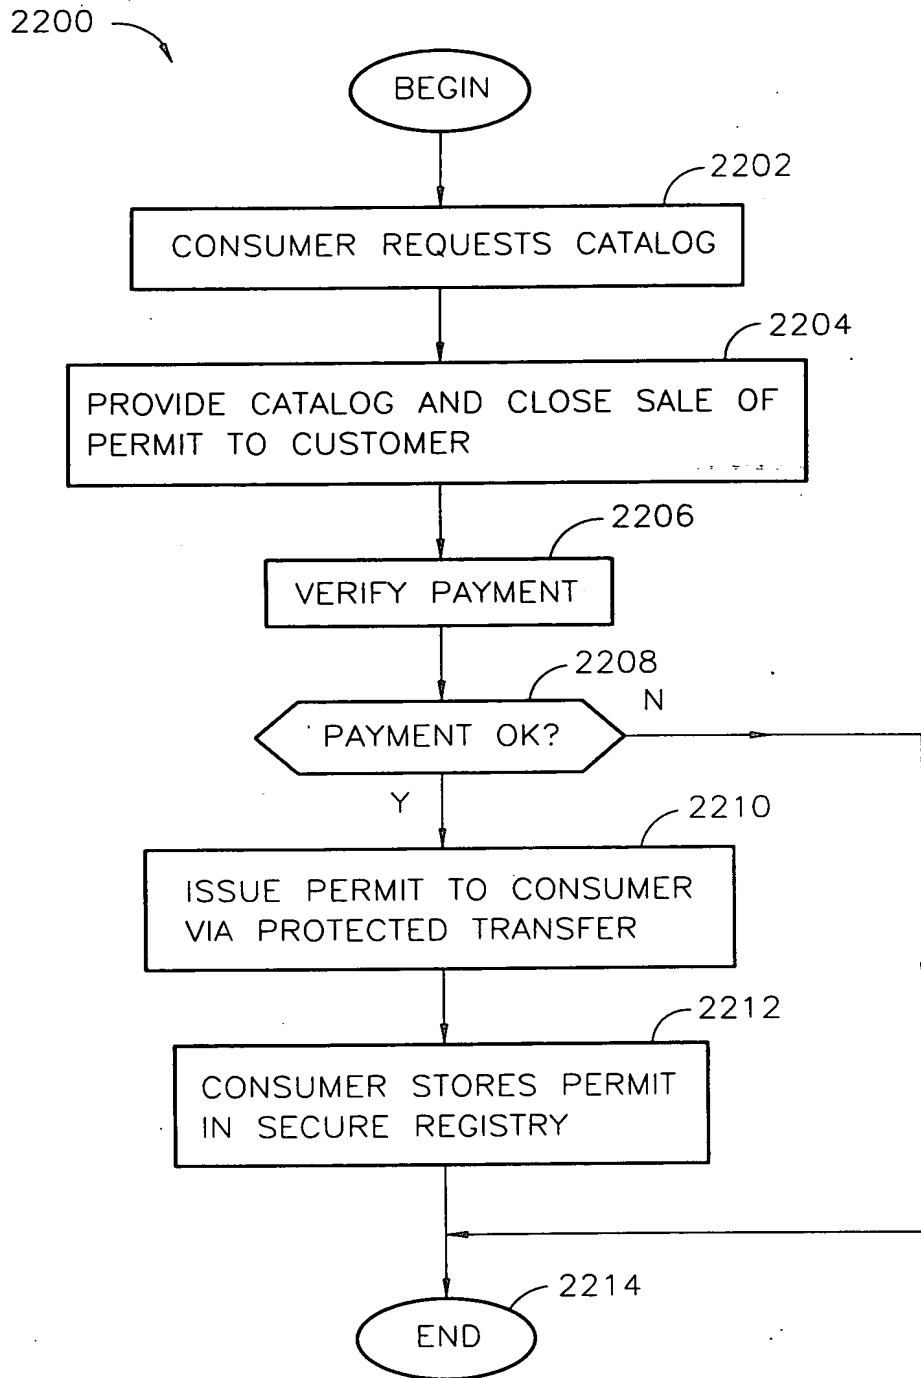 2200
BEGIN
2202
CONSUMER REQUESTS CATALOG
2204
PROVIDE CATALOG AND CLOSE SALE OF
PERMIT TO CUSTOMER
2206
VERIFY PAYMENT
2208
N
PAYMENT OK?
Y
2210
ISSUE PERMIT TO CONSUMER
VIA PROTECTED TRANSFER
2212
CONSUMER STORES PERMIT
IN SECURE REGISTRY
2214
END